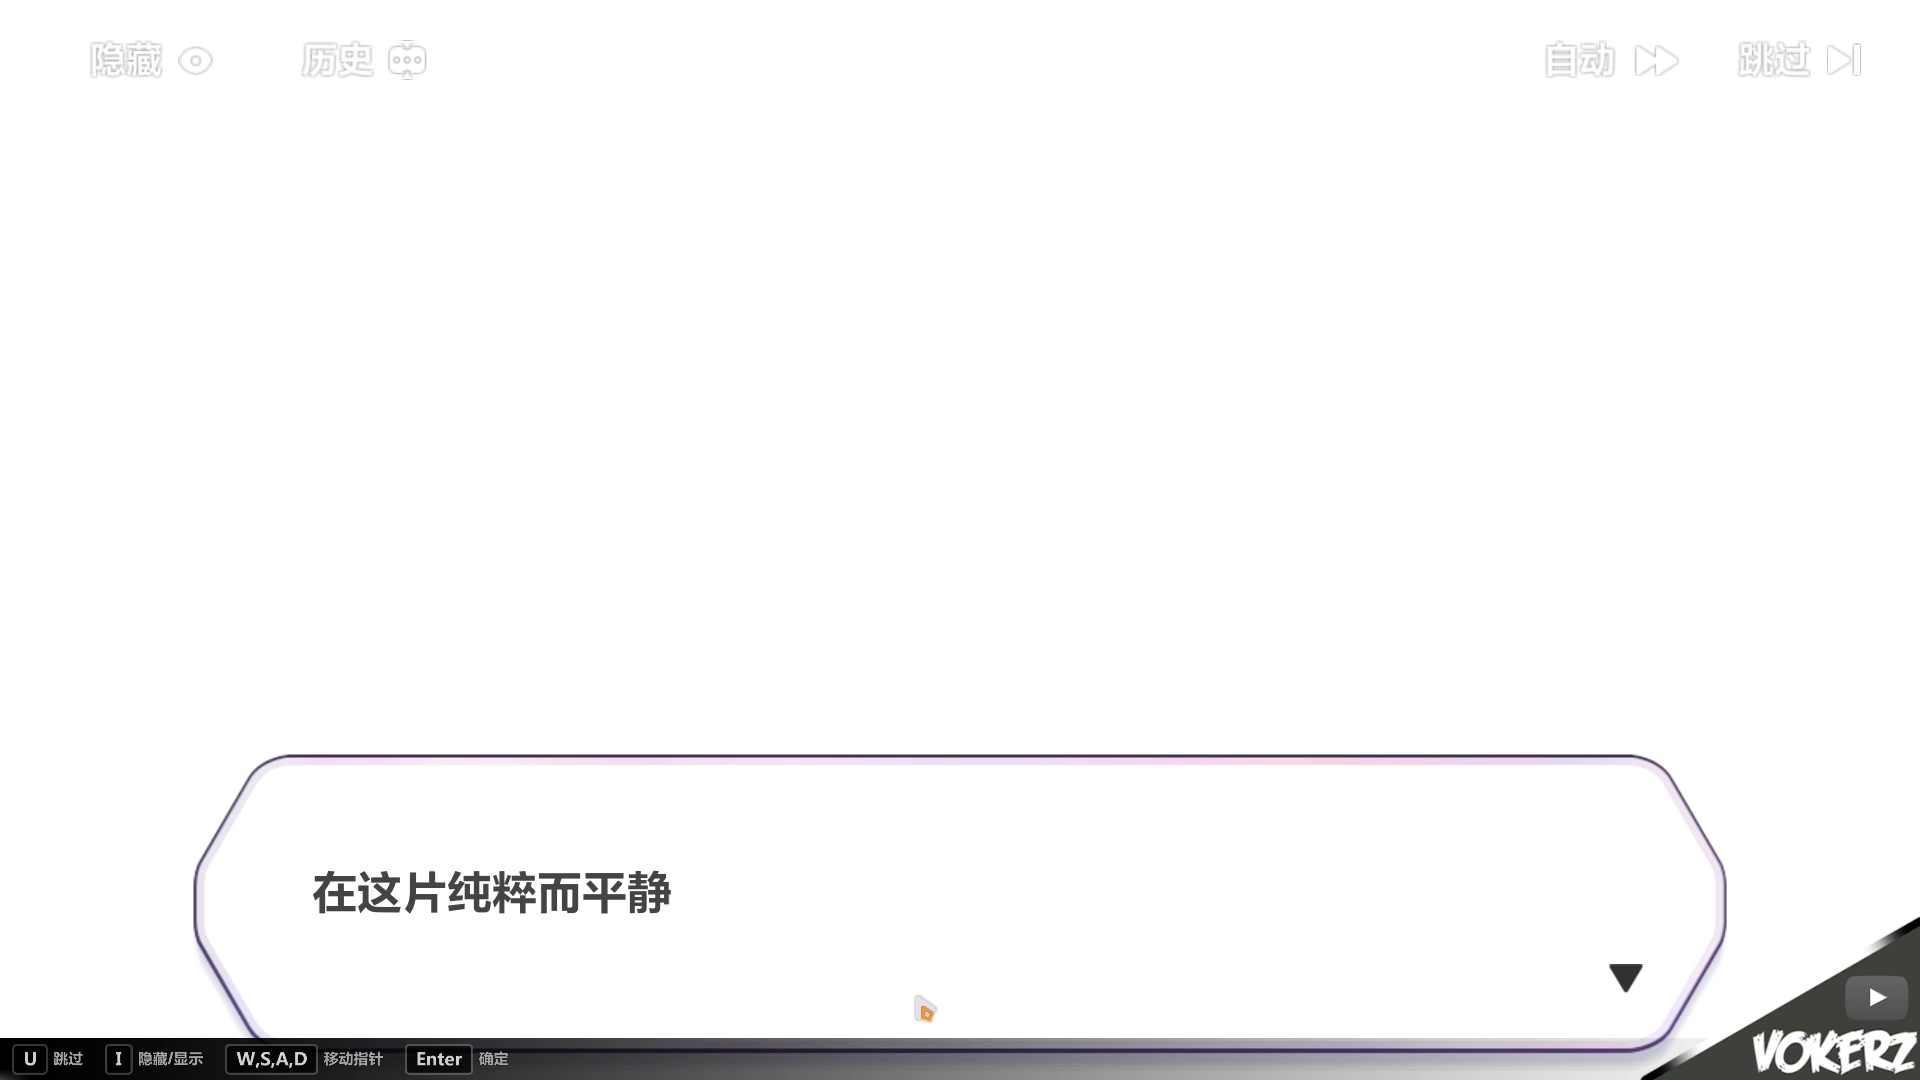 隐藏
历史
自动
跳过
在这片纯粹而平静
U 跳过 I 隐藏/显示 W,S,A,D 移动指针 Enter 确定
VOKERZ